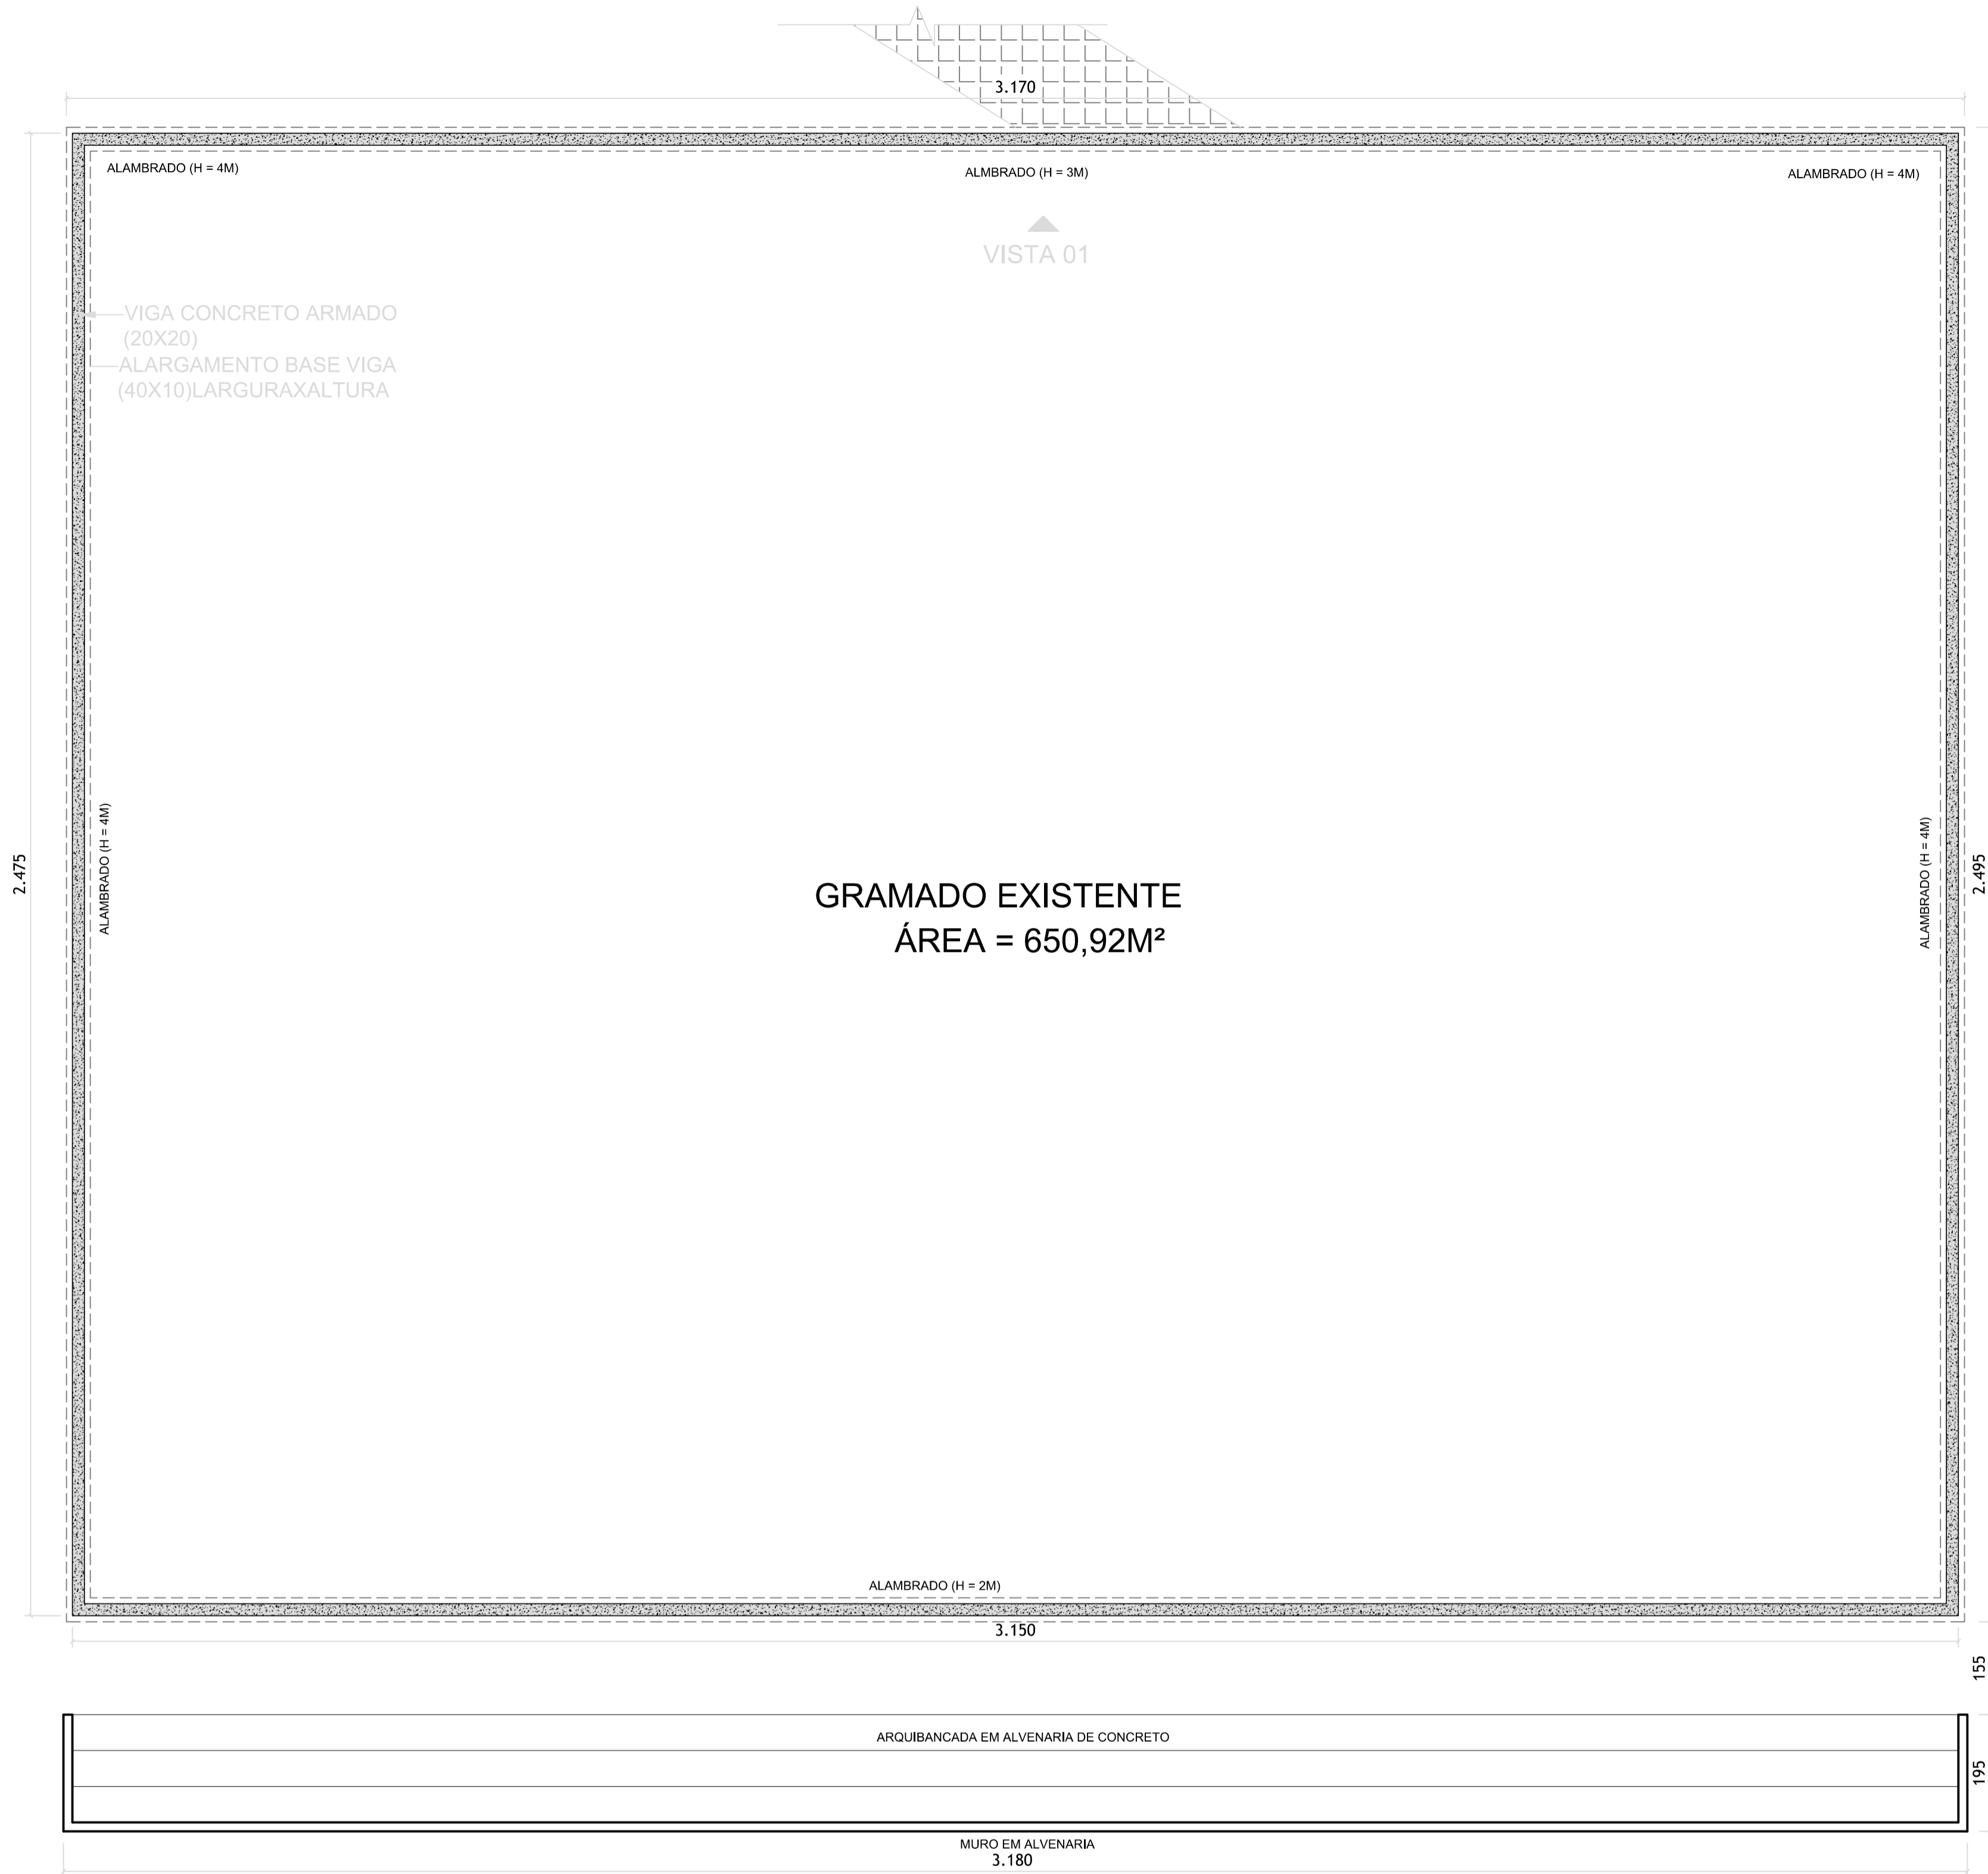 3.170
ALAMBRADO (H = 4M)
ALMBRADO (H = 3M)
ALAMBRADO (H = 4M)
VISTA 01
VIGA CONCRETO ARMADO
(20X20)
ALARGAMENTO BASE VIGA
(40X10)LARGURAXALTURA
2.475
ALAMBRADO (H = 4M)
GRAMADO EXISTENTE
ÁREA = 650,92M²
ALAMBRADO (H = 4M)
2.495
ALAMBRADO (H = 2M)
3.150
155
ARQUIBANCADA EM ALVENARIA DE CONCRETO
195
MURO EM ALVENARIA
3.180